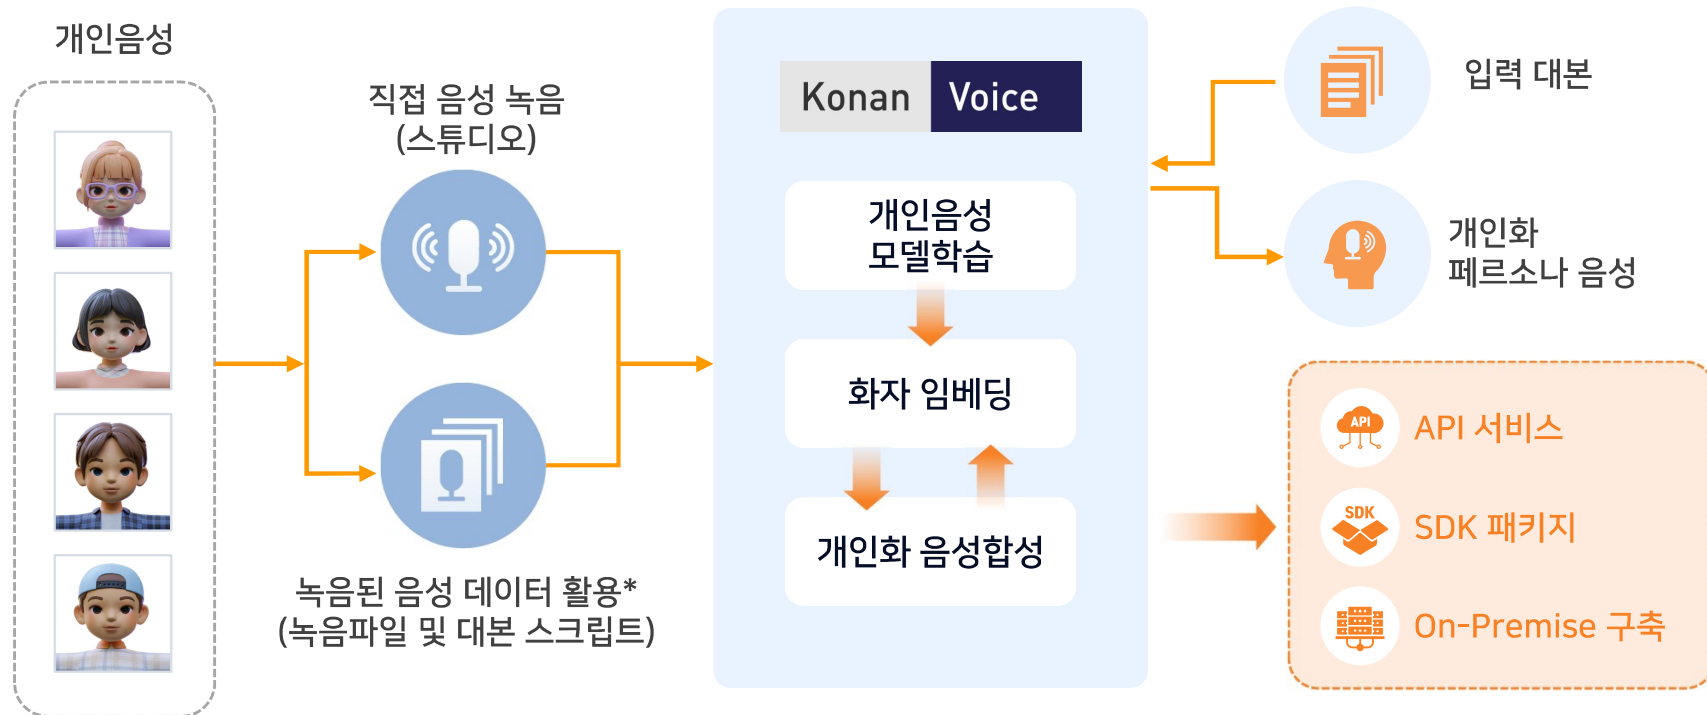 개인음성
직접 음성 녹음
(스튜디오)
녹음된 음성 데이터 활용*
(녹음파일 및 대본 스크립트)
Konan Voice
개인음성
모델학습
화자 임베딩
개인화 음성합성
입력 대본
개인화
페르소나 음성
API
API 서비스
SDK
SDK 패키지
On-Premise 구축